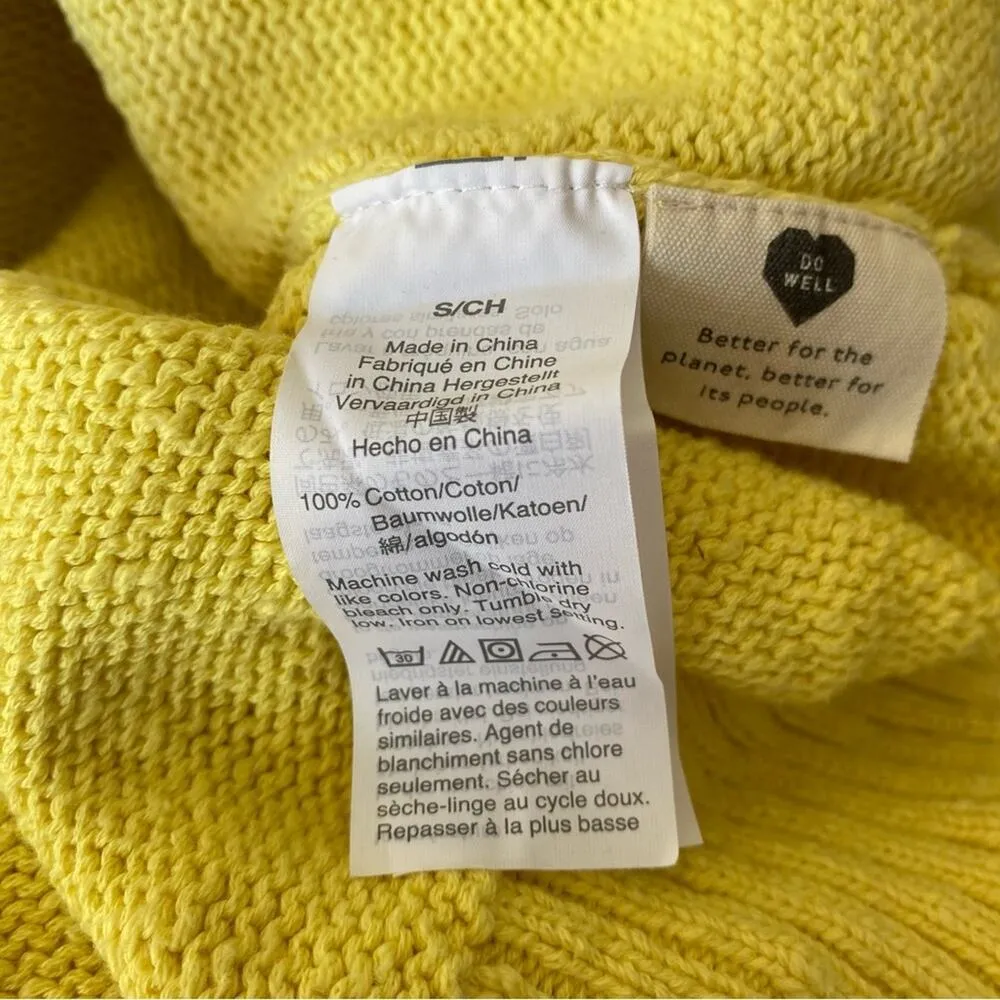 S/CH
Made in China
Fabriqué en Chine
in China Hergestellt
Vervaardigd in China
中国製
Hecho en China
100% Cotton/Coton/
Baumwolle/Katoen/
綿/algodón
Machine wash cold with
like colors. Non-chlorine
bleach only. Tumble dry
low. Iron on lowest setting.
30
Laver à la machine à l'eau
froide avec des couleurs
similaires. Agent de
blanchiment sans chlore
seulement. Sécher au
sèche-linge au cycle doux.
Repasser à la plus basse
DO
WELL
Better for the
planet, better for
its people.